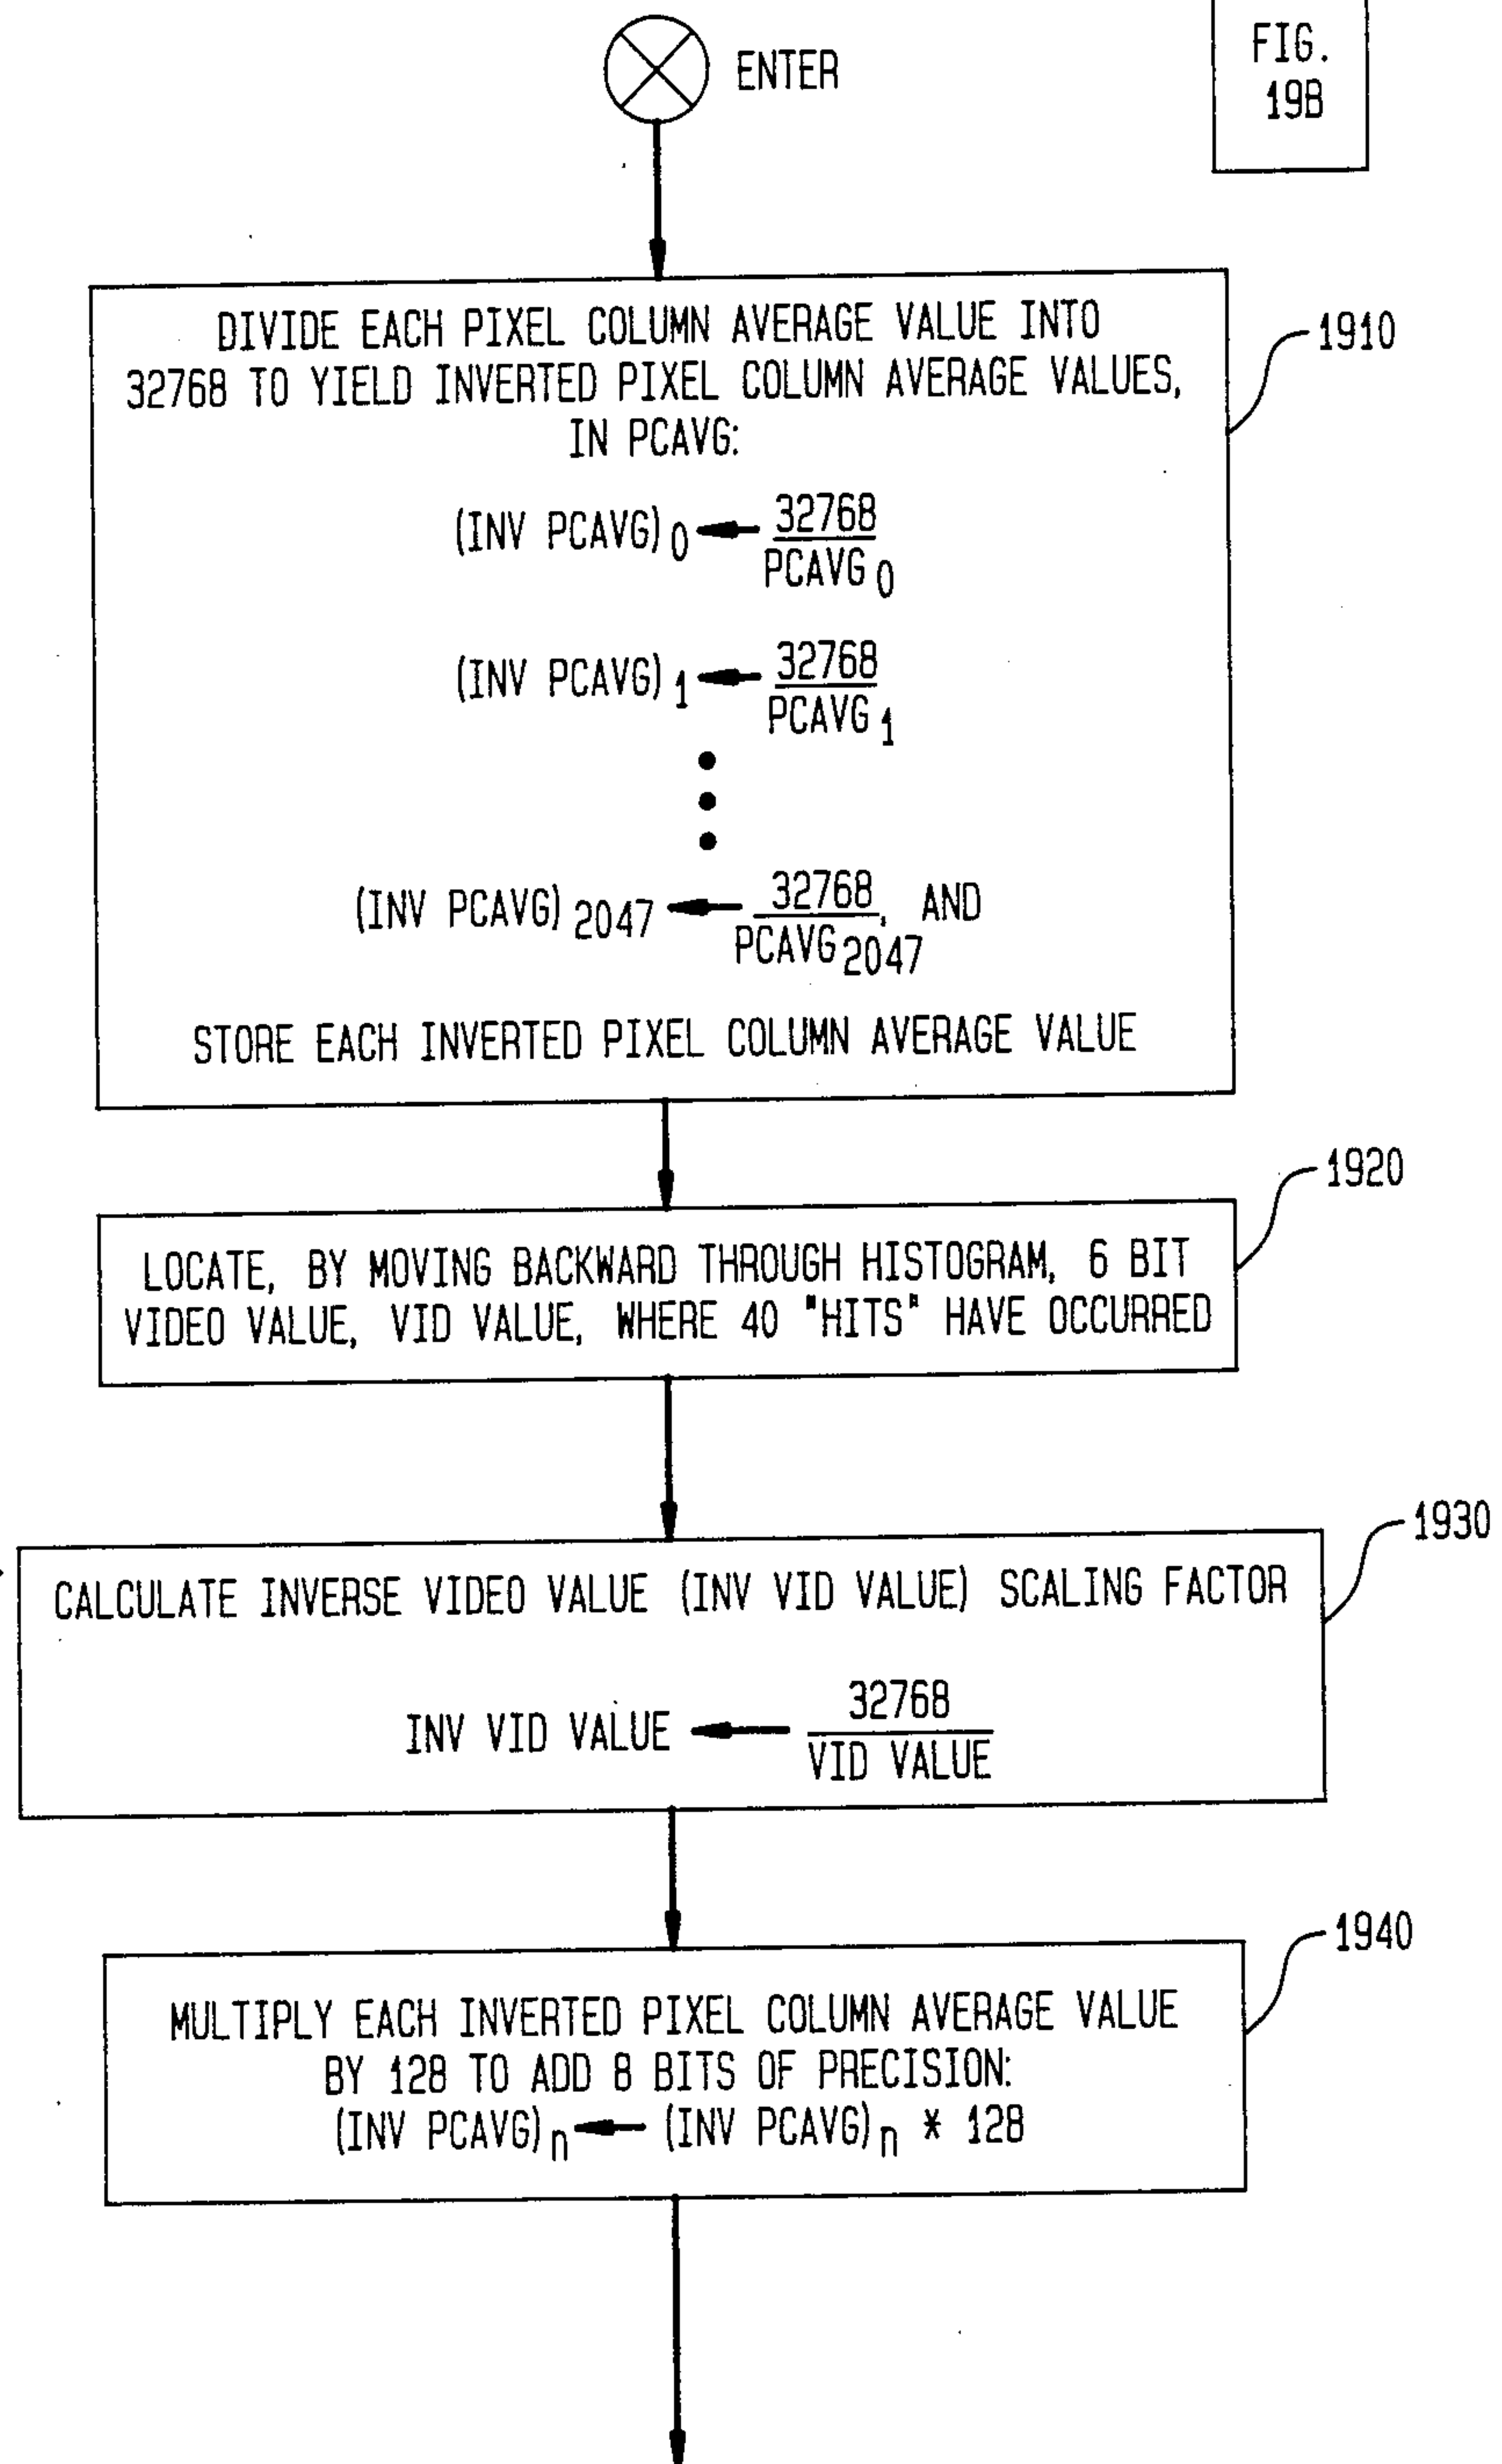 FIG.
19B
ENTER
DIVIDE EACH PIXEL COLUMN AVERAGE VALUE INTO
32768 TO YIELD INVERTED PIXEL COLUMN AVERAGE VALUES,
IN PCAVG:
(INV PCAVG)0 ← 32768
PCAVG0
(INV PCAVG)1 ← 32768
PCAVG1
(INV PCAVG)2047 ← 32768, AND
PCAVG2047
STORE EACH INVERTED PIXEL COLUMN AVERAGE VALUE
1910
LOCATE, BY MOVING BACKWARD THROUGH HISTOGRAM, 6 BIT
VIDEO VALUE, VID VALUE, WHERE 40 "HITS" HAVE OCCURRED
1920
CALCULATE INVERSE VIDEO VALUE (INV VID VALUE) SCALING FACTOR
INV VID VALUE ← 32768
VID VALUE
1930
MULTIPLY EACH INVERTED PIXEL COLUMN AVERAGE VALUE
BY 128 TO ADD 8 BITS OF PRECISION:
(INV PCAVG)n ← (INV PCAVG)n * 128
1940